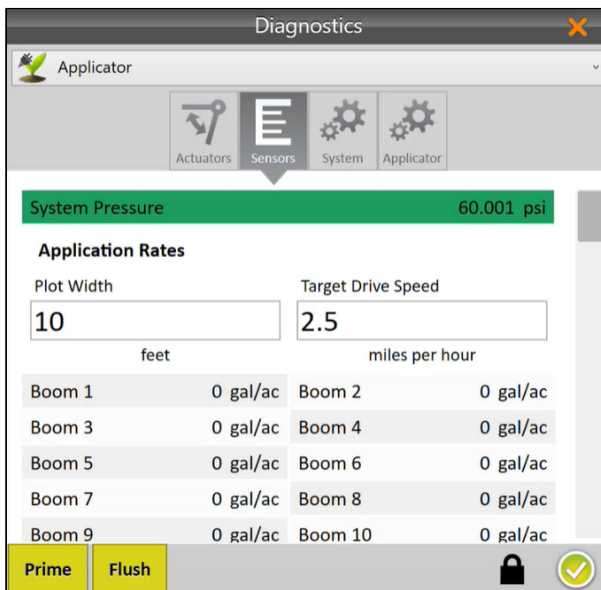 Diagnostics
Applicator
Actuators Sensors System Applicator
System Pressure 60.001 psi
Application Rates
Plot Width Target Drive Speed
10 2.5
feet miles per hour
Boom 1 0 gal/ac Boom 2 0 gal/ac
Boom 3 0 gal/ac Boom 4 0 gal/ac
Boom 5 0 gal/ac Boom 6 0 gal/ac
Boom 7 0 gal/ac Boom 8 0 gal/ac
Boom 9 0 gal/ac Boom 10 0 gal/ac
Prime Flush